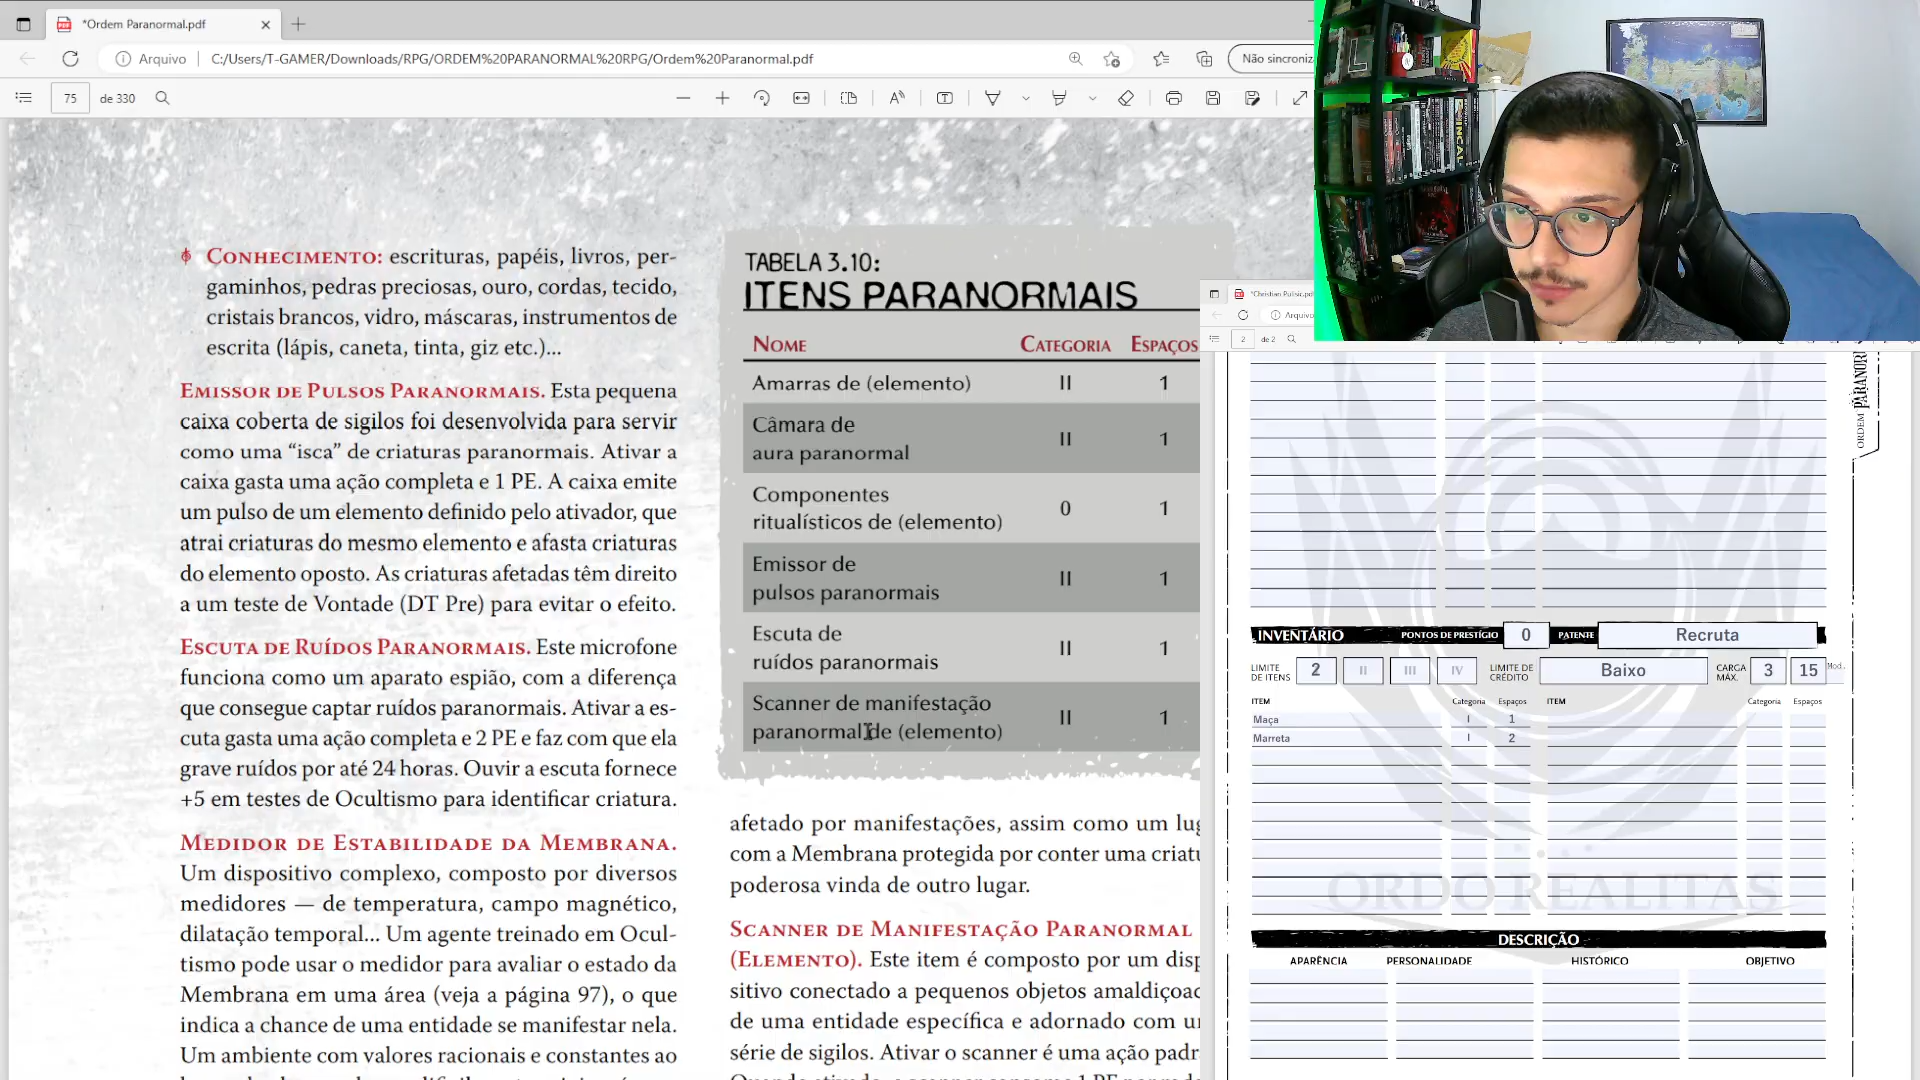 *Ordem Paranormal.pdf
Arquivo
C:/Users/T-GAMER/Downloads/RPG/ORDEM%20PARANORMAL%20RPG/Ordem%20Paranormal.pdf
Não sincroniz
75 de 330
CONHECIMENTO: escrituras, papéis, livros, per-
gaminhos, pedras preciosas, ouro, cordas, tecido,
cristais brancos, vidro, máscaras, instrumentos de
escrita (lápis, caneta, tinta, giz etc.)...
EMISSOR DE PULSOS PARANORMAIS. Esta pequena
caixa coberta de sigilos foi desenvolvida para servir
como uma “isca” de criaturas paranormais. Ativar a
caixa gasta uma ação completa e 1 PE. A caixa emite
um pulso de um elemento definido pelo ativador, que
atrai criaturas do mesmo elemento e afasta criaturas
do elemento oposto. As criaturas afetadas têm direito
a um teste de Vontade (DT Pre) para evitar o efeito.
ESCUTA DE RUÍDOS PARANORMAIS. Este microfone
funciona como um aparato espião, com a diferença
que consegue captar ruídos paranormais. Ativar a es-
cuta gasta uma ação completa e 2 PE e faz com que ela
grave ruídos por até 24 horas. Ouvir a escuta fornece
+5 em testes de Ocultismo para identificar criatura.
MEDIDOR DE ESTABILIDADE DA MEMBRANA.
Um dispositivo complexo, composto por diversos
medidores — de temperatura, campo magnético,
dilatação temporal... Um agente treinado em Ocul-
tismo pode usar o medidor para avaliar o estado da
Membrana em uma área (veja a página 97), o que
indica a chance de uma entidade se manifestar nela.
Um ambiente com valores racionais e constantes ao
TABELA 3.10:
ITENS PARANORMAIS
NOME CATEGORIA ESPAÇOS
Amarras de (elemento) II 1
Câmara de
aura paranormal II 1
Componentes
ritualísticos de (elemento) 0 1
Emissor de
pulsos paranormais II 1
Escuta de
ruídos paranormais II 1
Scanner de manifestação
paranormal de (elemento) II 1
afetado por manifestações, assim como um lug
com a Membrana protegida por conter uma criatu
poderosa vinda de outro lugar.
SCANNER DE MANIFESTAÇÃO PARANORMAL
(ELEMENTO). Este item é composto por um disp
sitivo conectado a pequenos objetos amaldiçoad
de uma entidade específica e adornado com u
série de sigilos. Ativar o scanner é uma ação padr
*Christian Pulisic.pd
Arquivo
2 de 2
ORDEM PARANORM
INVENTÁRIO PONTOS DE PRESTÍGIO 0 PATENTE Recruta
LIMITE DE ITENS 2 II III IV LIMITE DE CRÉDITO Baixo CARGA MÁX. 3 15 Mod.
ITEM Categoria Espaços ITEM Categoria Espaços
Maça I 1
Marreta I 2
ORDO REALITAS
DESCRIÇÃO
APARÊNCIA PERSONALIDADE HISTÓRICO OBJETIVO